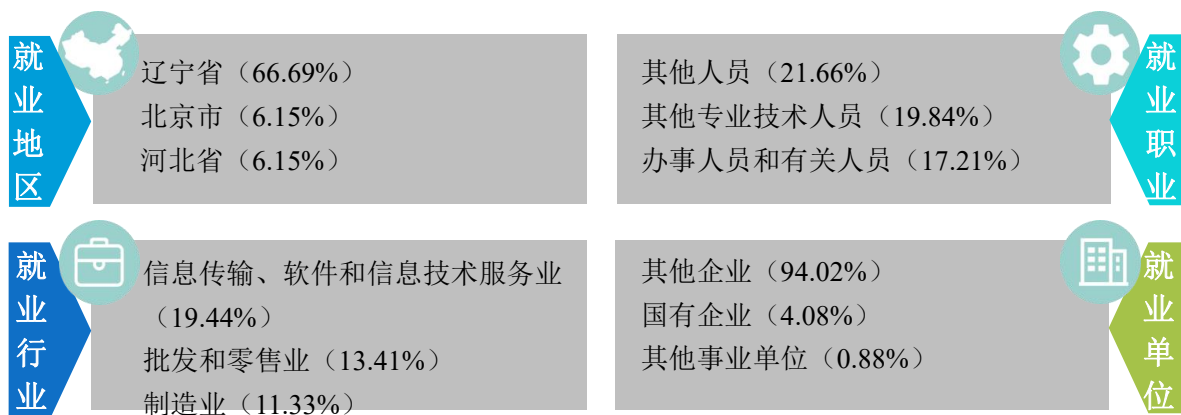 就业地区
辽宁省（66.69%）
北京市（6.15%）
河北省（6.15%）
就业职业
其他人员（21.66%）
其他专业技术人员（19.84%）
办事人员和有关人员（17.21%）
就业行业
信息传输、软件和信息技术服务业
（19.44%）
批发和零售业（13.41%）
制造业（11.33%）
就业单位
其他企业（94.02%）
国有企业（4.08%）
其他事业单位（0.88%）